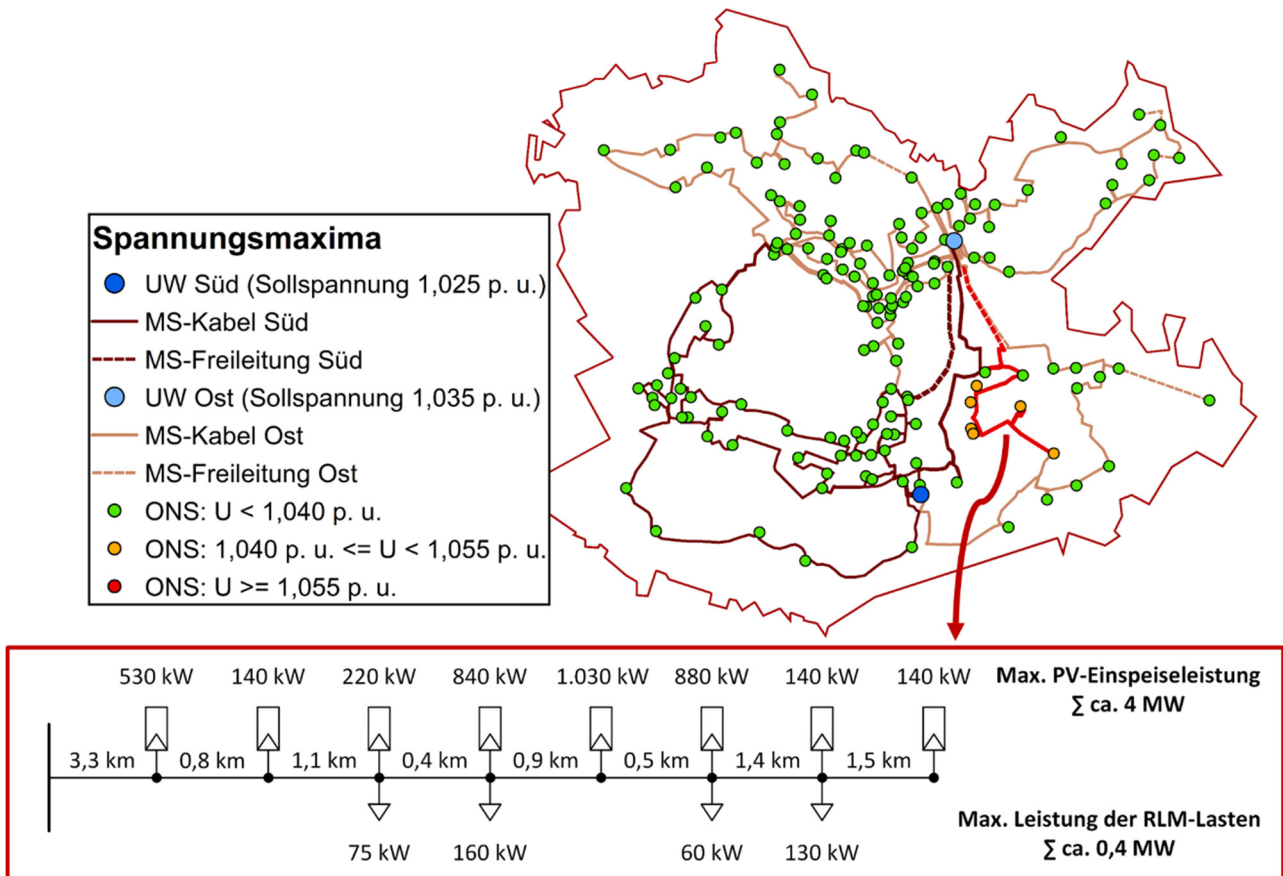 Spannungsmaxima
UW Süd (Sollspannung 1,025 p. u.)
MS-Kabel Süd
MS-Freileitung Süd
UW Ost (Sollspannung 1,035 p. u.)
MS-Kabel Ost
MS-Freileitung Ost
ONS: U < 1,040 p. u.
ONS: 1,040 p. u. <= U < 1,055 p. u.
ONS: U >= 1,055 p. u.
530 kW 140 kW 220 kW 840 kW 1.030 kW 880 kW 140 kW 140 kW Max. PV-Einspeiseleistung
∑ ca. 4 MW
3,3 km 0,8 km 1,1 km 0,4 km 0,9 km 0,5 km 1,4 km 1,5 km
Max. Leistung der RLM-Lasten
75 kW 160 kW 60 kW 130 kW ∑ ca. 0,4 MW